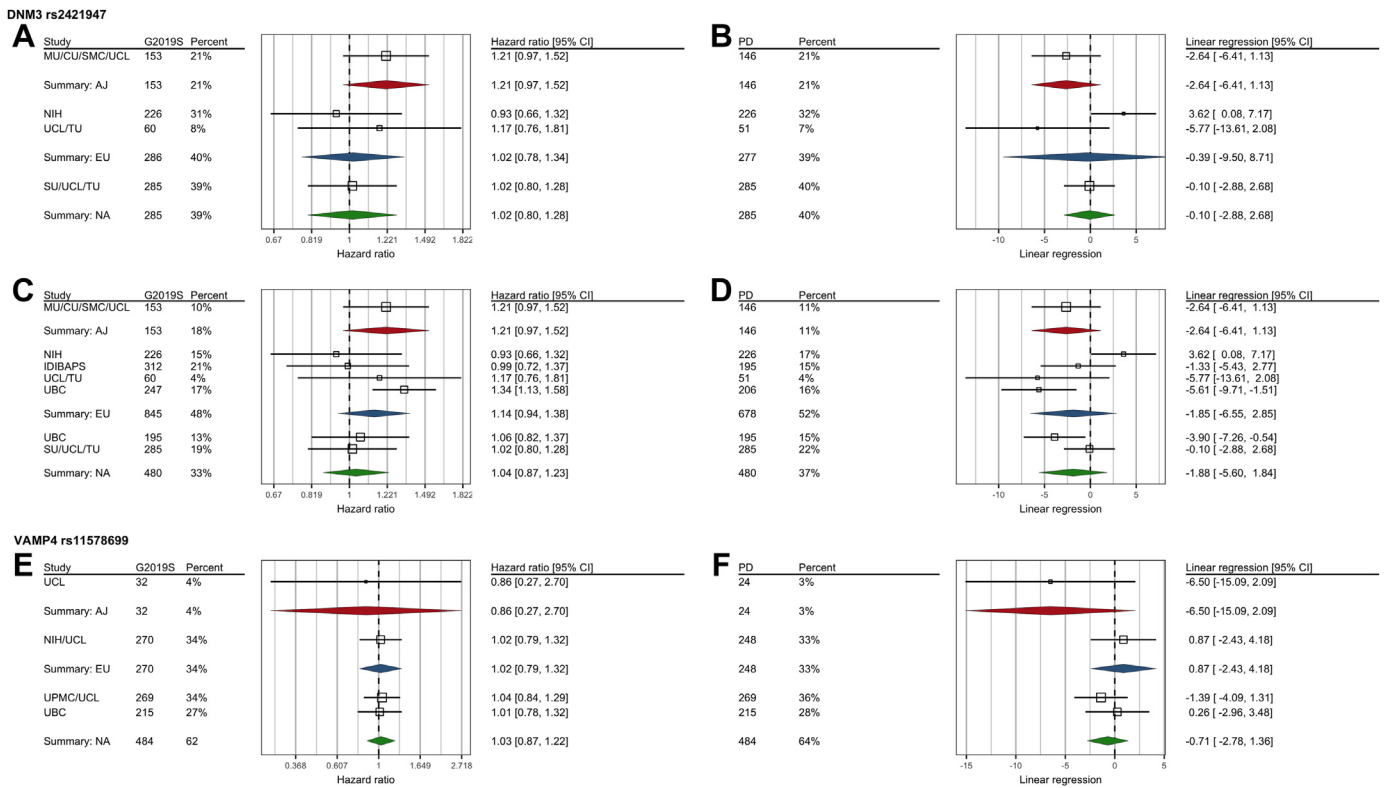 DNM3 rs2421947
A
Study G2019S Percent Hazard ratio [95% CI]
MU/CU/SMC/UCL 153 21% 1.21 [0.97, 1.52]
Summary: AJ 153 21% 1.21 [0.97, 1.52]
NIH 226 31% 0.93 [0.66, 1.32]
UCL/TU 60 8% 1.17 [0.76, 1.81]
Summary: EU 286 40% 1.02 [0.78, 1.34]
SU/UCL/TU 285 39% 1.02 [0.80, 1.28]
Summary: NA 285 39% 1.02 [0.80, 1.28]
0.67 0.819 1 1.221 1.492 1.822
Hazard ratio
B
PD Percent Linear regression [95% CI]
146 21% -2.64 [ -6.41, 1.13]
146 21% -2.64 [ -6.41, 1.13]
226 32% 3.62 [ 0.08, 7.17]
51 7% -5.77 [-13.61, 2.08]
277 39% -0.39 [ -9.50, 8.71]
285 40% -0.10 [ -2.88, 2.68]
285 40% -0.10 [ -2.88, 2.68]
-10 -5 0 5
Linear regression
C
Study G2019S Percent Hazard ratio [95% CI]
MU/CU/SMC/UCL 153 10% 1.21 [0.97, 1.52]
Summary: AJ 153 18% 1.21 [0.97, 1.52]
NIH 226 15% 0.93 [0.66, 1.32]
IDIBAPS 312 21% 0.99 [0.72, 1.37]
UCL/TU 60 4% 1.17 [0.76, 1.81]
UBC 247 17% 1.34 [1.13, 1.58]
Summary: EU 845 48% 1.14 [0.94, 1.38]
UBC 195 13% 1.06 [0.82, 1.37]
SU/UCL/TU 285 19% 1.02 [0.80, 1.28]
Summary: NA 480 33% 1.04 [0.87, 1.23]
0.67 0.819 1 1.221 1.492 1.822
Hazard ratio
D
PD Percent Linear regression [95% CI]
146 11% -2.64 [ -6.41, 1.13]
146 11% -2.64 [ -6.41, 1.13]
226 17% 3.62 [ 0.08, 7.17]
195 15% -1.33 [ -5.43, 2.77]
51 4% -5.77 [-13.61, 2.08]
206 16% -5.61 [ -9.71, -1.51]
678 52% -1.85 [ -6.55, 2.85]
195 15% -3.90 [ -7.26, -0.54]
285 22% -0.10 [ -2.88, 2.68]
480 37% -1.88 [ -5.60, 1.84]
-10 -5 0 5
Linear regression
VAMP4 rs11578699
E
Study G2019S Percent Hazard ratio [95% CI]
UCL 32 4% 0.86 [0.27, 2.70]
Summary: AJ 32 4% 0.86 [0.27, 2.70]
NIH/UCL 270 34% 1.02 [0.79, 1.32]
Summary: EU 270 34% 1.02 [0.79, 1.32]
UPMC/UCL 269 34% 1.04 [0.84, 1.29]
UBC 215 27% 1.01 [0.78, 1.32]
Summary: NA 484 62 1.03 [0.87, 1.22]
0.368 0.607 1 1.649 2.718
Hazard ratio
F
PD Percent Linear regression [95% CI]
24 3% -6.50 [-15.09, 2.09]
24 3% -6.50 [-15.09, 2.09]
248 33% 0.87 [ -2.43, 4.18]
248 33% 0.87 [ -2.43, 4.18]
269 36% -1.39 [ -4.09, 1.31]
215 28% 0.26 [ -2.96, 3.48]
484 64% -0.71 [ -2.78, 1.36]
-15 -10 -5 0 5
Linear regression